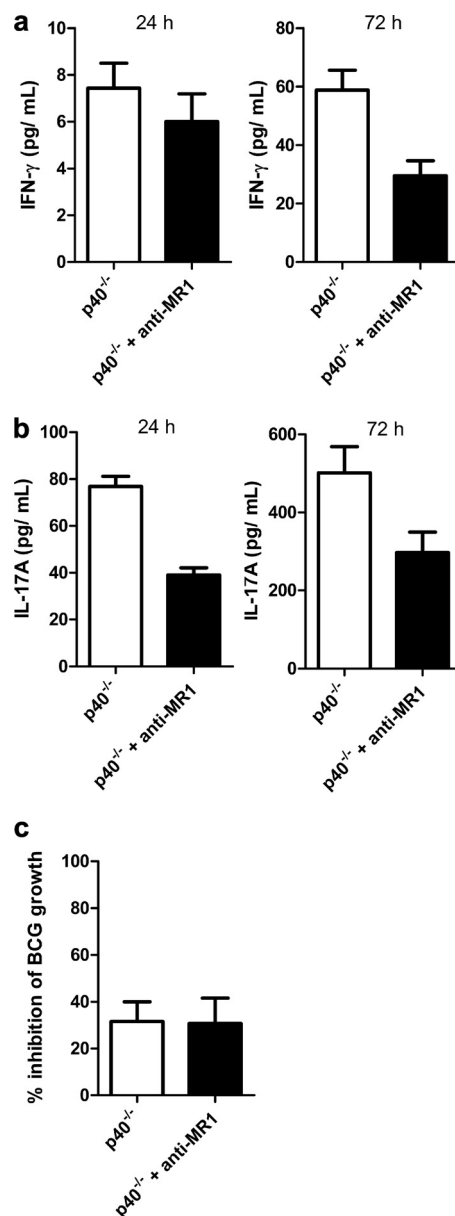 a
24 h
72 h
IFN-γ (pg/ mL)
10
8
6
4
2
0
p40-/-
p40-/- + anti-MR1
IFN-γ (pg/ mL)
80
60
40
20
0
p40-/-
p40-/- + anti-MR1
b
24 h
72 h
IL-17A (pg/ mL)
100
80
60
40
20
0
p40-/-
p40-/- + anti-MR1
IL-17A (pg/ mL)
600
400
200
0
p40-/-
p40-/- + anti-MR1
c
% inhibition of BCG growth
100
80
60
40
20
0
p40-/-
p40-/- + anti-MR1